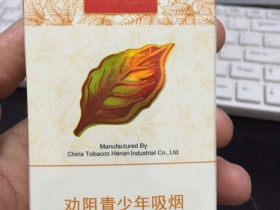 Manufactured By
China Tobacco Henan Industrial Co., Ltd.
劝阻青少年吸烟